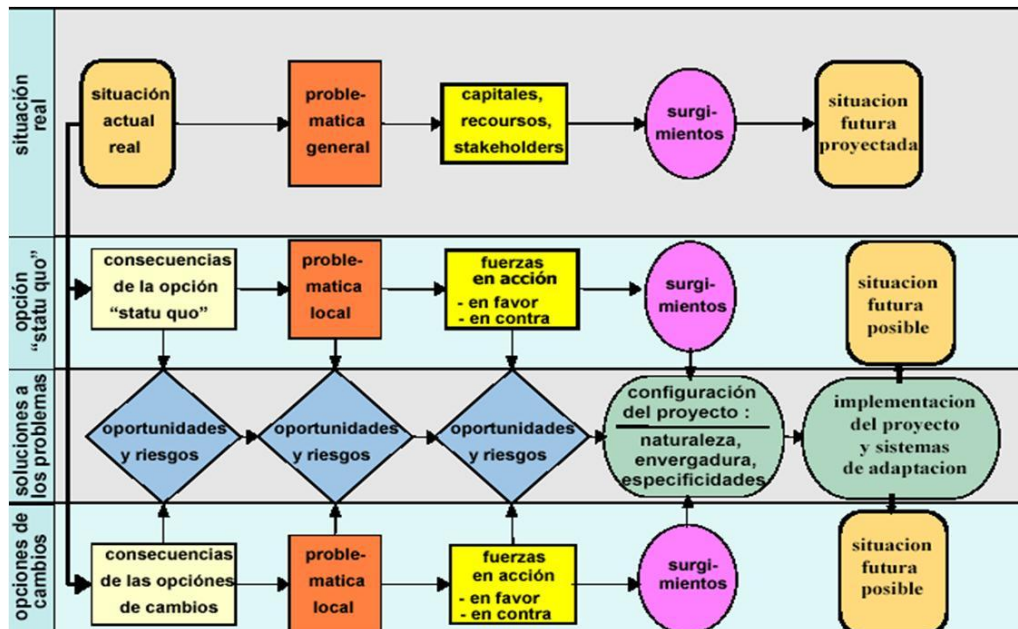 situación
real
situación
actual
real
proble-
matica
general
capitales,
recoursos,
stakeholders
surgi-
mientos
situacion
futura
proyectada
opción
“statu quo”
consecuencias
de la opción
“statu quo”
proble-
matica
local
fuerzas
en acción
- en favor
- en contra
surgi-
mientos
situacion
futura
posible
soluciones a
los problemas
oportunidades
y riesgos
oportunidades
y riesgos
oportunidades
y riesgos
configuración
del proyecto :
naturaleza,
envergadura,
especificidades
implementacion
del proyecto
y sistemas
de adaptacion
opciones de
cambios
consecuencias
de las opciónes
de cambios
proble-
matica
local
fuerzas
en acción
- en favor
- en contra
surgi-
mientos
situacion
futura
posible